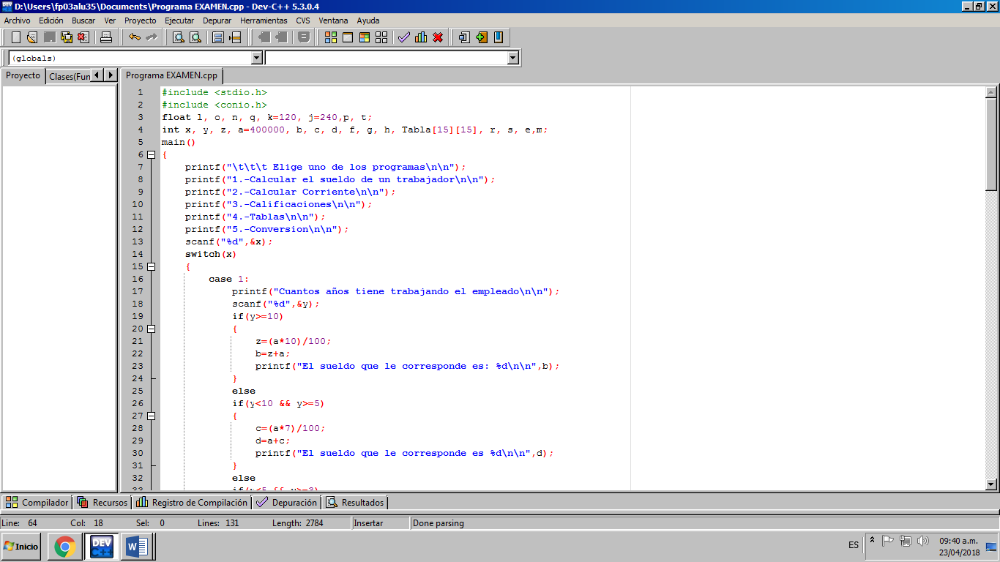 D:\Users\fp03alu35\Documents\Programa EXAMEN.cpp - Dev-C++ 5.3.0.4
Archivo Edición Buscar Ver Proyecto Ejecutar Depurar Herramientas CVS Ventana Ayuda
(globals)
Proyecto Clases(Fun Programa EXAMEN.cpp
1 #include <stdio.h>
2 #include <conio.h>
3 float l, o, n, q, k=120, j=240,p, t;
4 int x, y, z, a=400000, b, c, d, f, g, h, Tabla[15][15], r, s, e,m;
5 main()
6 {
7 printf("\t\t\t Elige uno de los programas\n\n");
8 printf("1.-Calcular el sueldo de un trabajador\n\n");
9 printf("2.-Calcular Corriente\n\n");
10 printf("3.-Calificaciones\n\n");
11 printf("4.-Tablas\n\n");
12 printf("5.-Conversion\n\n");
13 scanf("%d",&x);
14 switch(x)
15 {
16 case 1:
17 printf("Cuantos años tiene trabajando el empleado\n\n");
18 scanf("%d",&y);
19 if(y>=10)
20 {
21 z=(a*10)/100;
22 b=z+a;
23 printf("El sueldo que le corresponde es: %d\n\n",b);
24 }
25 else
26 if(y<10 && y>=5)
27 {
28 c=(a*7)/100;
29 d=a+c;
30 printf("El sueldo que le corresponde es %d\n\n",d);
31 }
32 else
33 if(y<5 && y>=3)
Compilador Recursos Registro de Compilación Depuración Resultados
Line: 64 Col: 18 Sel: 0 Lines: 131 Length: 2784 Insertar Done parsing
Inicio DEV C++ W ES 09:40 a.m.
23/04/2018